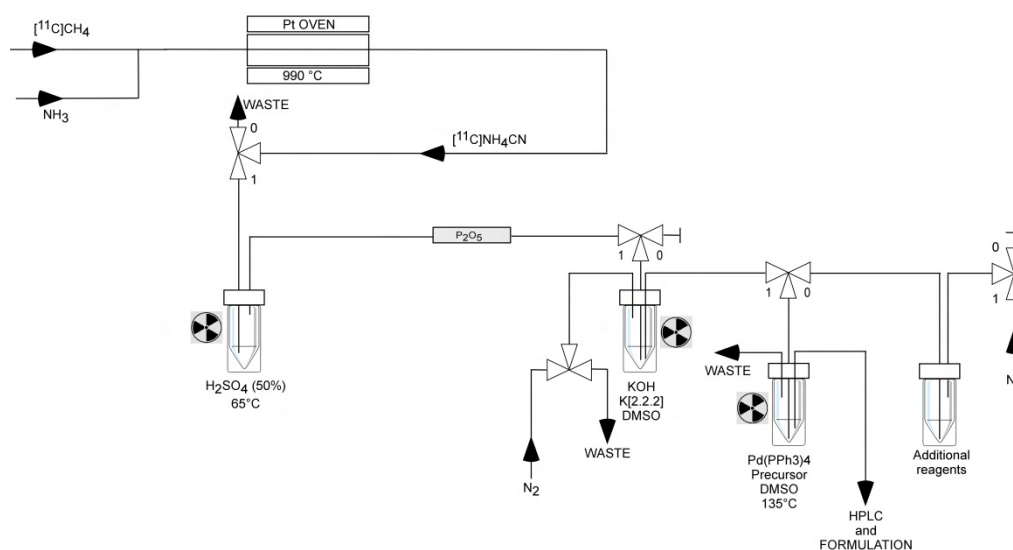 [¹¹C]CH₄
Pt OVEN
990 °C
NH₃
WASTE
0
[¹¹C]NH₄CN
1
P₂O₅
1 0
0
1 0
1
H₂SO₄ (50%)
65°C
KOH
K[2.2.2]
DMSO
WASTE
WASTE
N₂
Pd(PPh3)4
Precursor
DMSO
135°C
Additional
reagents
N
HPLC
and
FORMULATION